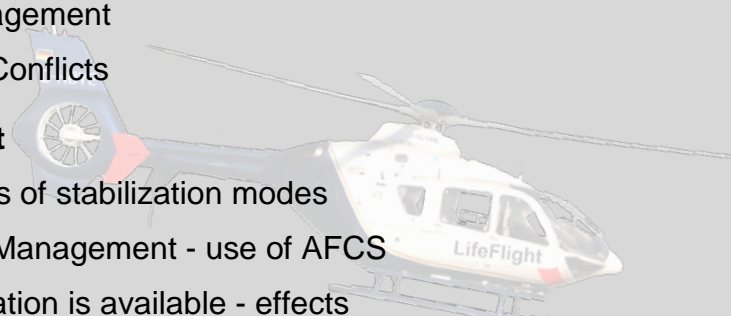 agement
Conflicts
t
s of stabilization modes
Management - use of AFCS
ation is available - effects
LifeFlight